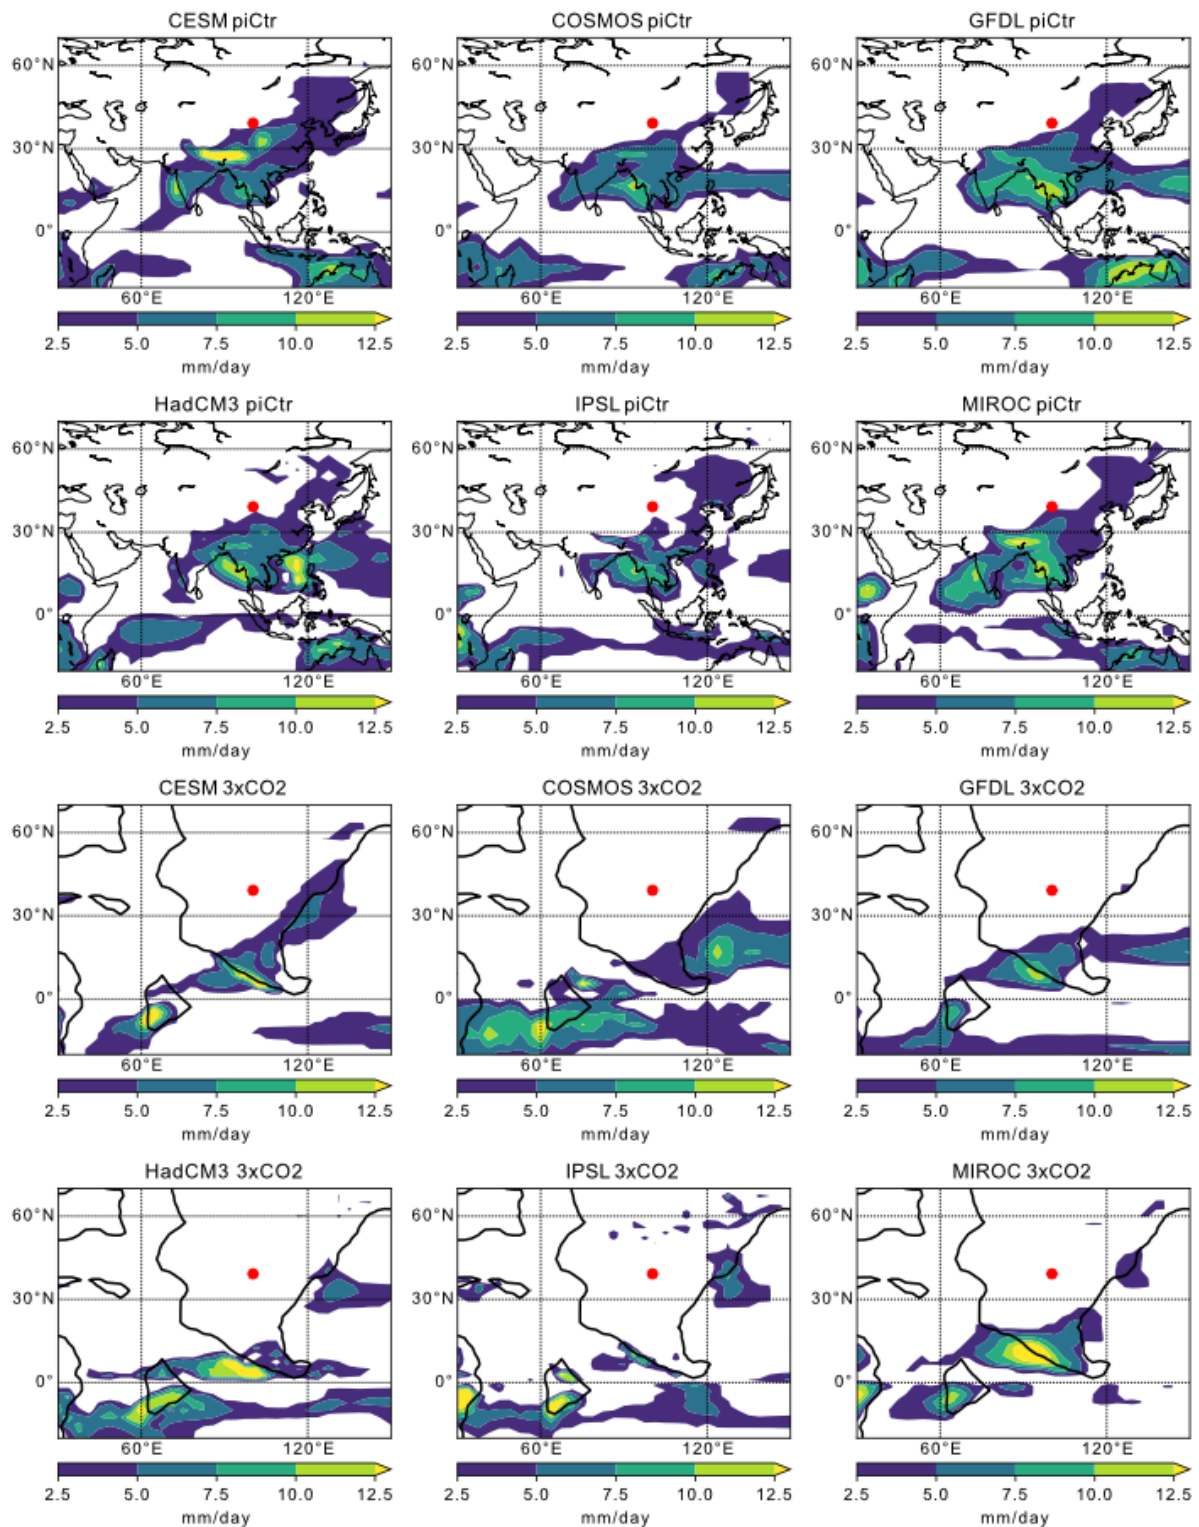 CESM piCtr COSMOS piCtr GFDL piCtr
60°N 60°N 60°N
30°N 30°N 30°N
0° 0° 0°
60°E 120°E 60°E 120°E 60°E 120°E
2.5 5.0 7.5 10.0 12.5 2.5 5.0 7.5 10.0 12.5 2.5 5.0 7.5 10.0 12.5
mm/day mm/day mm/day
HadCM3 piCtr IPSL piCtr MIROC piCtr
60°N 60°N 60°N
30°N 30°N 30°N
0° 0° 0°
60°E 120°E 60°E 120°E 60°E 120°E
2.5 5.0 7.5 10.0 12.5 2.5 5.0 7.5 10.0 12.5 2.5 5.0 7.5 10.0 12.5
mm/day mm/day mm/day
CESM 3xCO2 COSMOS 3xCO2 GFDL 3xCO2
60°N 60°N 60°N
30°N 30°N 30°N
0° 0° 0°
60°E 120°E 60°E 120°E 60°E 120°E
2.5 5.0 7.5 10.0 12.5 2.5 5.0 7.5 10.0 12.5 2.5 5.0 7.5 10.0 12.5
mm/day mm/day mm/day
HadCM3 3xCO2 IPSL 3xCO2 MIROC 3xCO2
60°N 60°N 60°N
30°N 30°N 30°N
0° 0° 0°
60°E 120°E 60°E 120°E 60°E 120°E
2.5 5.0 7.5 10.0 12.5 2.5 5.0 7.5 10.0 12.5 2.5 5.0 7.5 10.0 12.5
mm/day mm/day mm/day